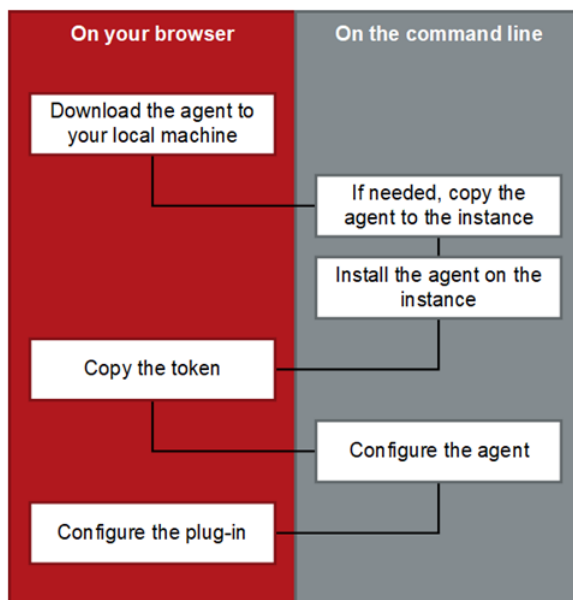 On your browser
On the command line
Download the agent to
your local machine
If needed, copy the
agent to the instance
Install the agent on the
instance
Copy the token
Configure the agent
Configure the plug-in